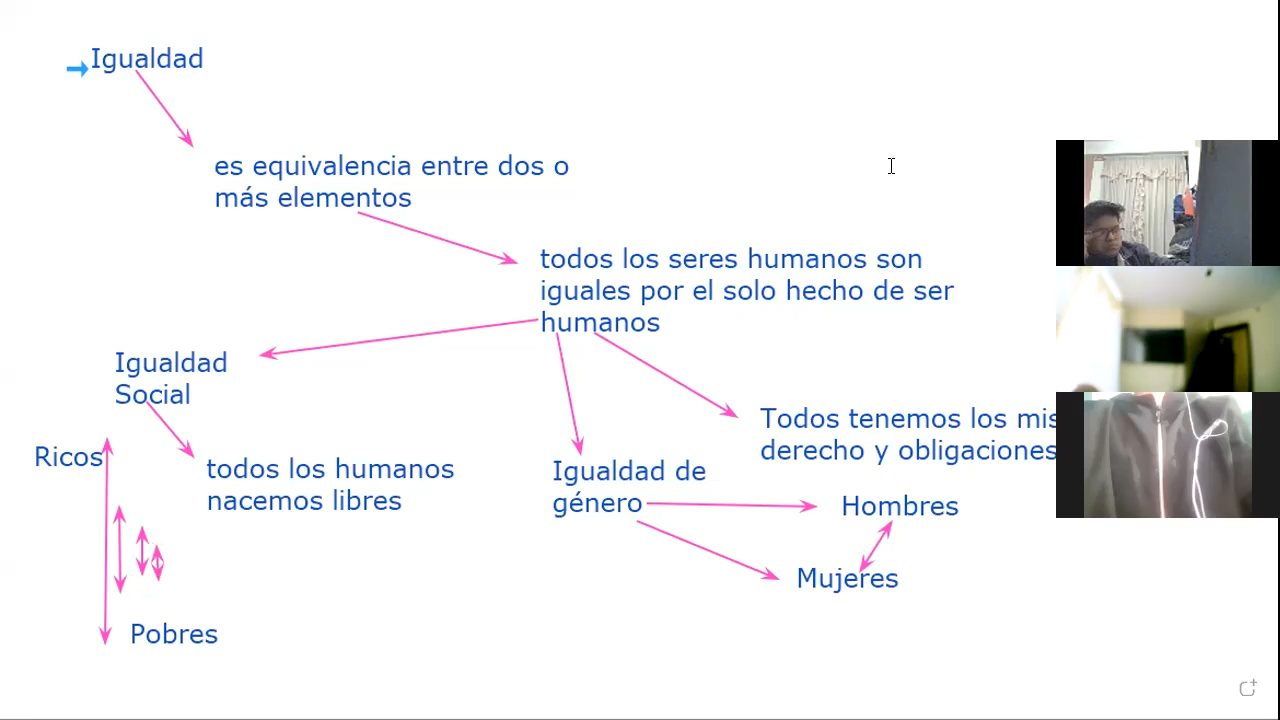 Igualdad
es equivalencia entre dos o
más elementos
todos los seres humanos son
iguales por el solo hecho de ser
humanos
Igualdad
Social
Ricos
todos los humanos
nacemos libres
Pobres
Igualdad de
género
Todos tenemos los mis
derecho y obligaciones
Hombres
Mujeres